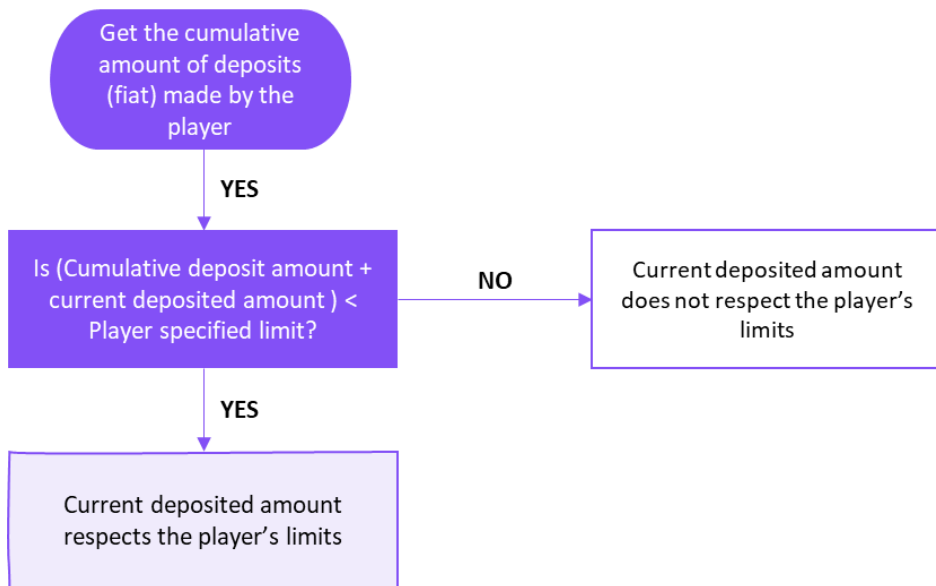 Get the cumulative
amount of deposits
(fiat) made by the
player
YES
Is (Cumulative deposit amount +
current deposited amount ) <
Player specified limit?
NO
Current deposited amount
does not respect the player’s
limits
YES
Current deposited amount
respects the player’s limits